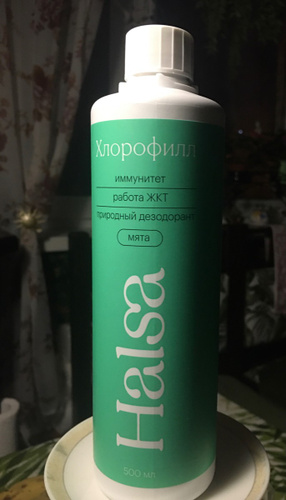 Хлорофилл
иммунитет
работа ЖКТ
природный дезодорант
мята
Halsa
500 мл